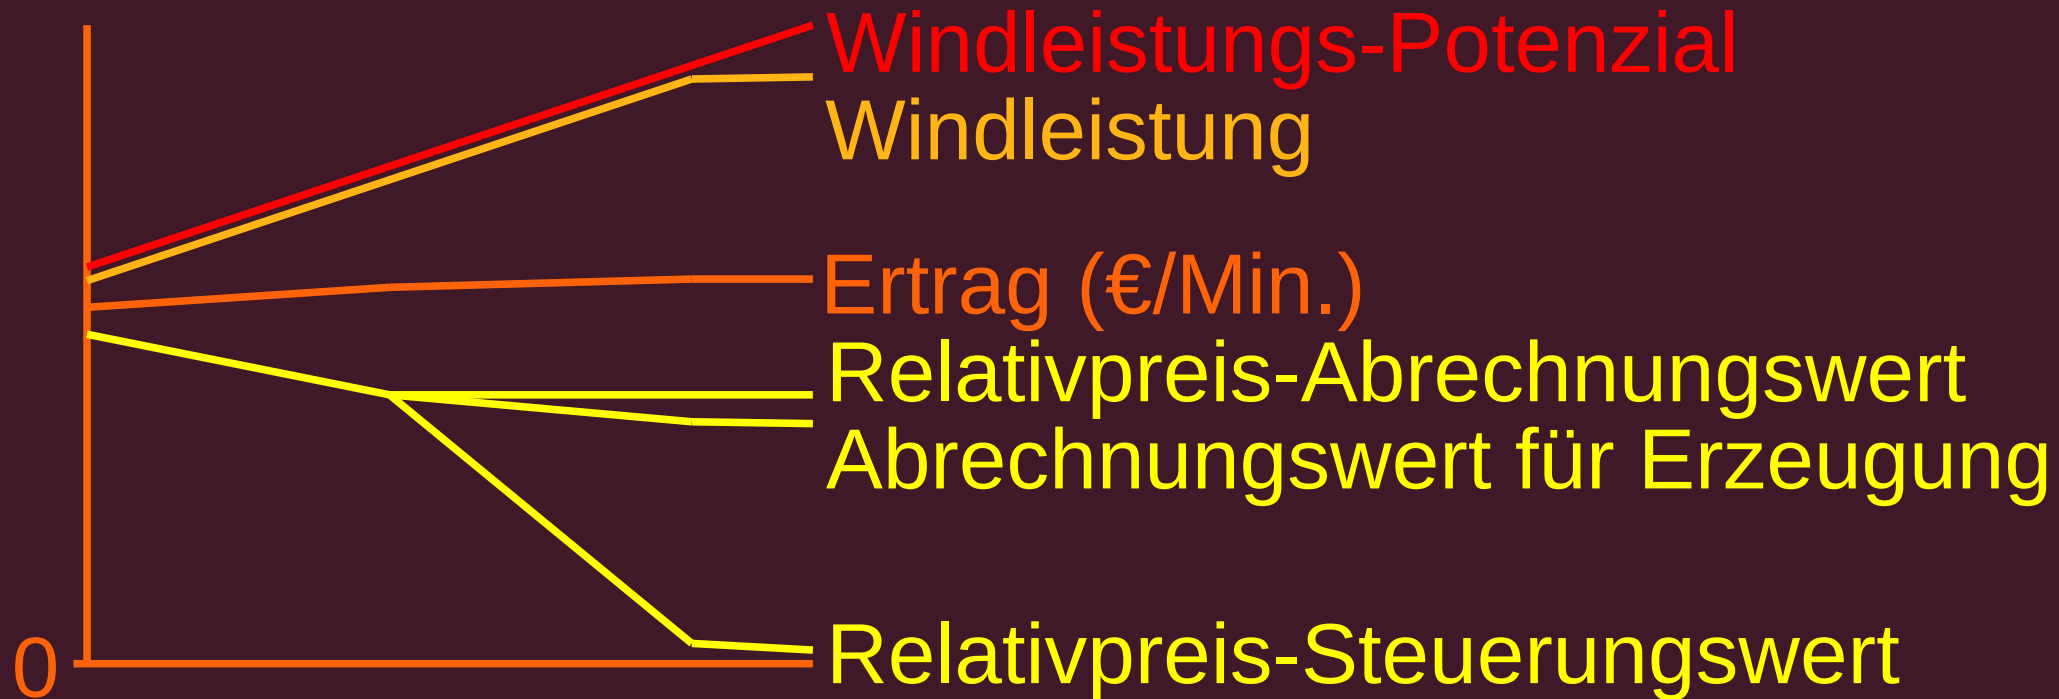 Windleistungs-Potenzial
Windleistung
Ertrag (€/Min.)
Relativpreis-Abrechnungswert
Abrechnungswert für Erzeugung
Relativpreis-Steuerungswert
0